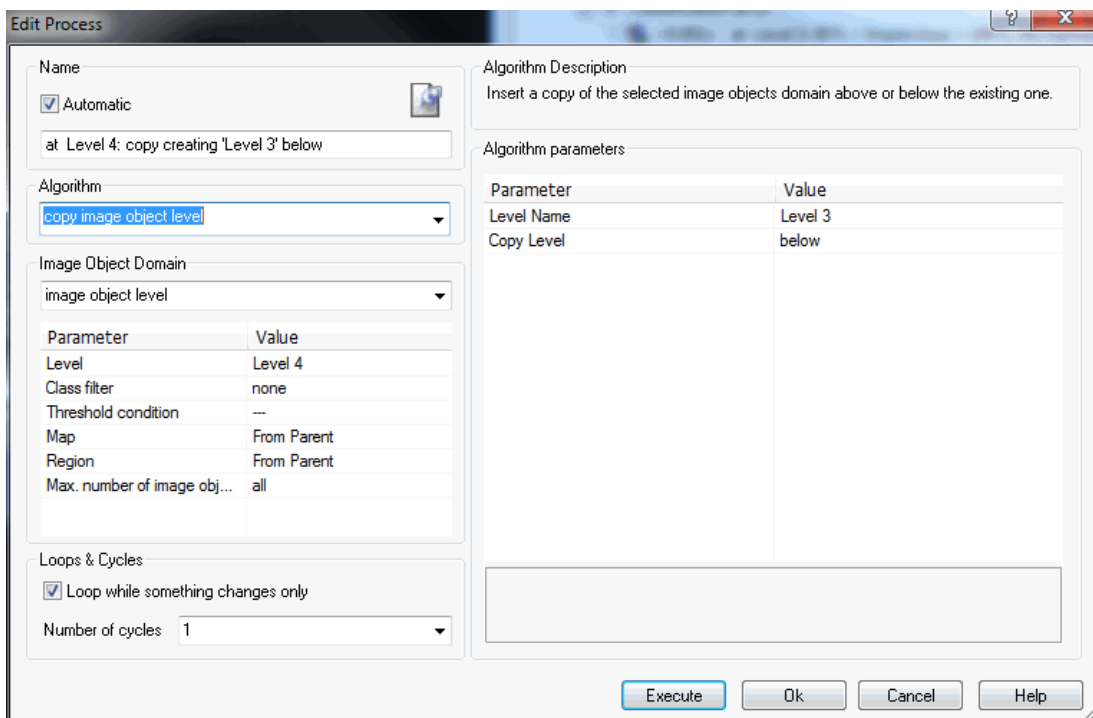 Edit Process
?
X
Name
Automatic
at Level 4: copy creating 'Level 3' below
Algorithm
copy image object level
Image Object Domain
image object level
Parameter Value
Level Level 4
Class filter none
Threshold condition ---
Map From Parent
Region From Parent
Max. number of image obj... all
Loops & Cycles
Loop while something changes only
Number of cycles 1
Algorithm Description
Insert a copy of the selected image objects domain above or below the existing one.
Algorithm parameters
Parameter Value
Level Name Level 3
Copy Level below
Execute Ok Cancel Help